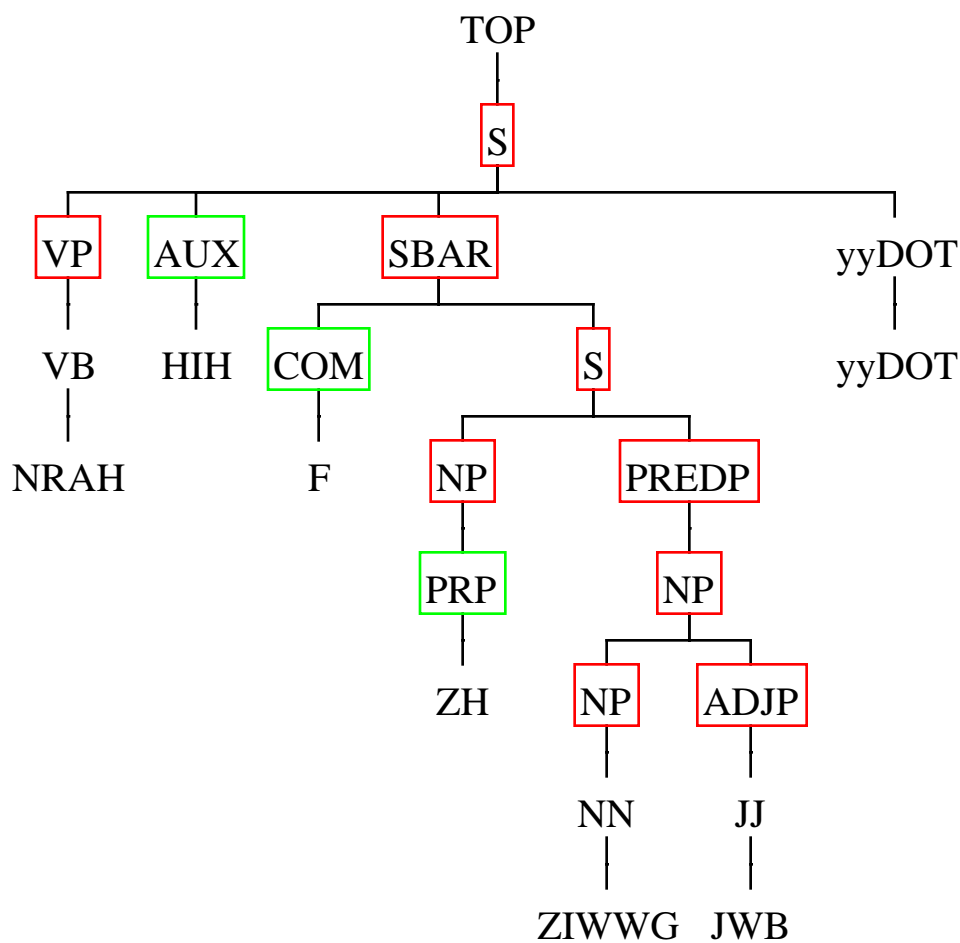 TOP
S
VP AUX SBAR yyDOT
VB HIH COM S yyDOT
NRAH F NP PREDP
PRP NP
ZH NP ADJP
NN JJ
ZIWWG JWB